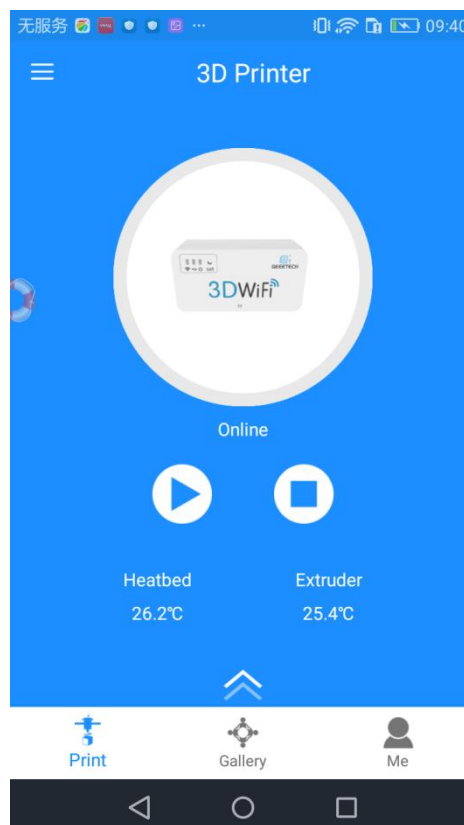 无服务 09:40
3D Printer
GEEETECH
3DWiFi
Online
Heatbed Extruder
26.2℃ 25.4℃
Print Gallery Me